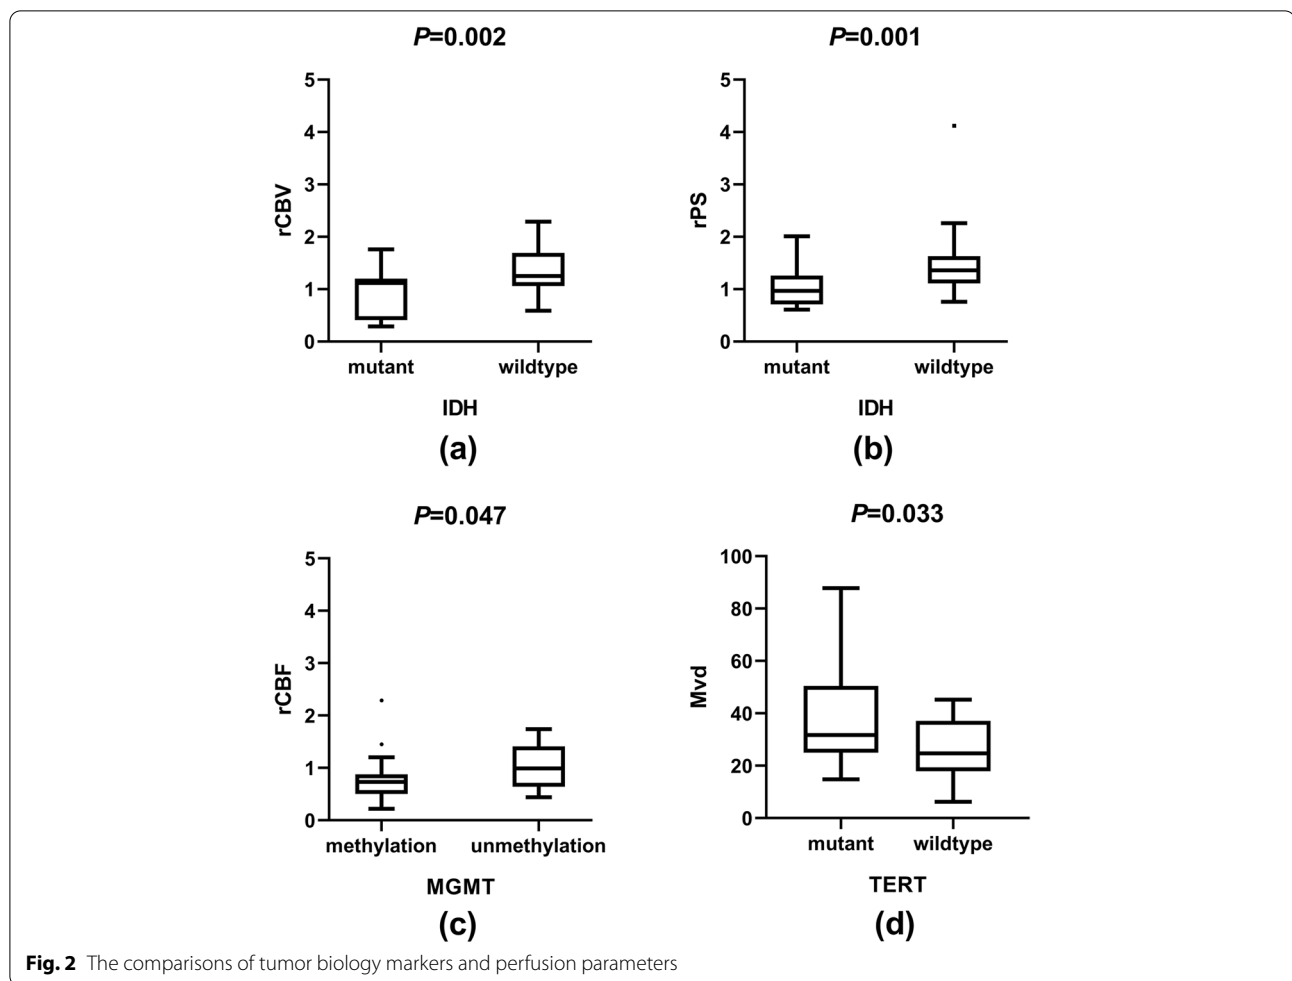 P=0.002
5
4
3
2
1
0
rCBV
mutant wildtype
IDH
(a)
P=0.001
5
4
3
2
1
0
rPS
mutant wildtype
IDH
(b)
P=0.047
5
4
3
2
1
0
rCBF
methylation unmethylation
MGMT
(c)
P=0.033
100
80
60
40
20
0
Mvd
mutant wildtype
TERT
(d)
Fig. 2 The comparisons of tumor biology markers and perfusion parameters